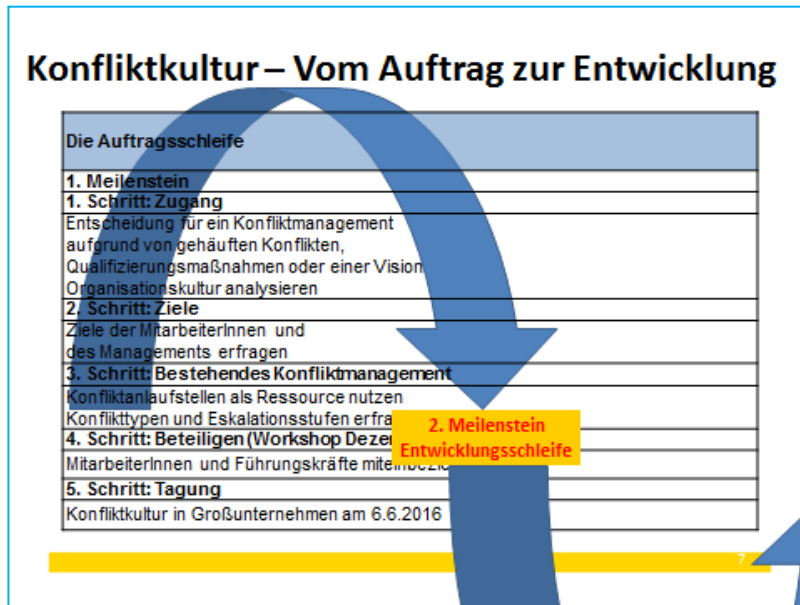 Konfliktkultur – Vom Auftrag zur Entwicklung
Die Auftragsschleife
1. Meilenstein
1. Schritt: Zugang
Entscheidung für ein Konfliktmanagement
aufgrund von gehäuften Konflikten,
Qualifizierungsmaßnahmen oder einer Vision
Organisationskultur analysieren
2. Schritt: Ziele
Ziele der MitarbeiterInnen und
des Managements erfragen
3. Schritt: Bestehendes Konfliktmanagement
Konfliktanlaufstellen als Ressource nutzen
Konflikttypen und Eskalationsstufen
4. Schritt: Beteiligen (Workshop
MitarbeiterInnen und Führungskräfte
5. Schritt: Tagung
Konfliktkultur in Großunternehmen am 6.6.2016
2. Meilenstein
Entwicklungsschleife
7